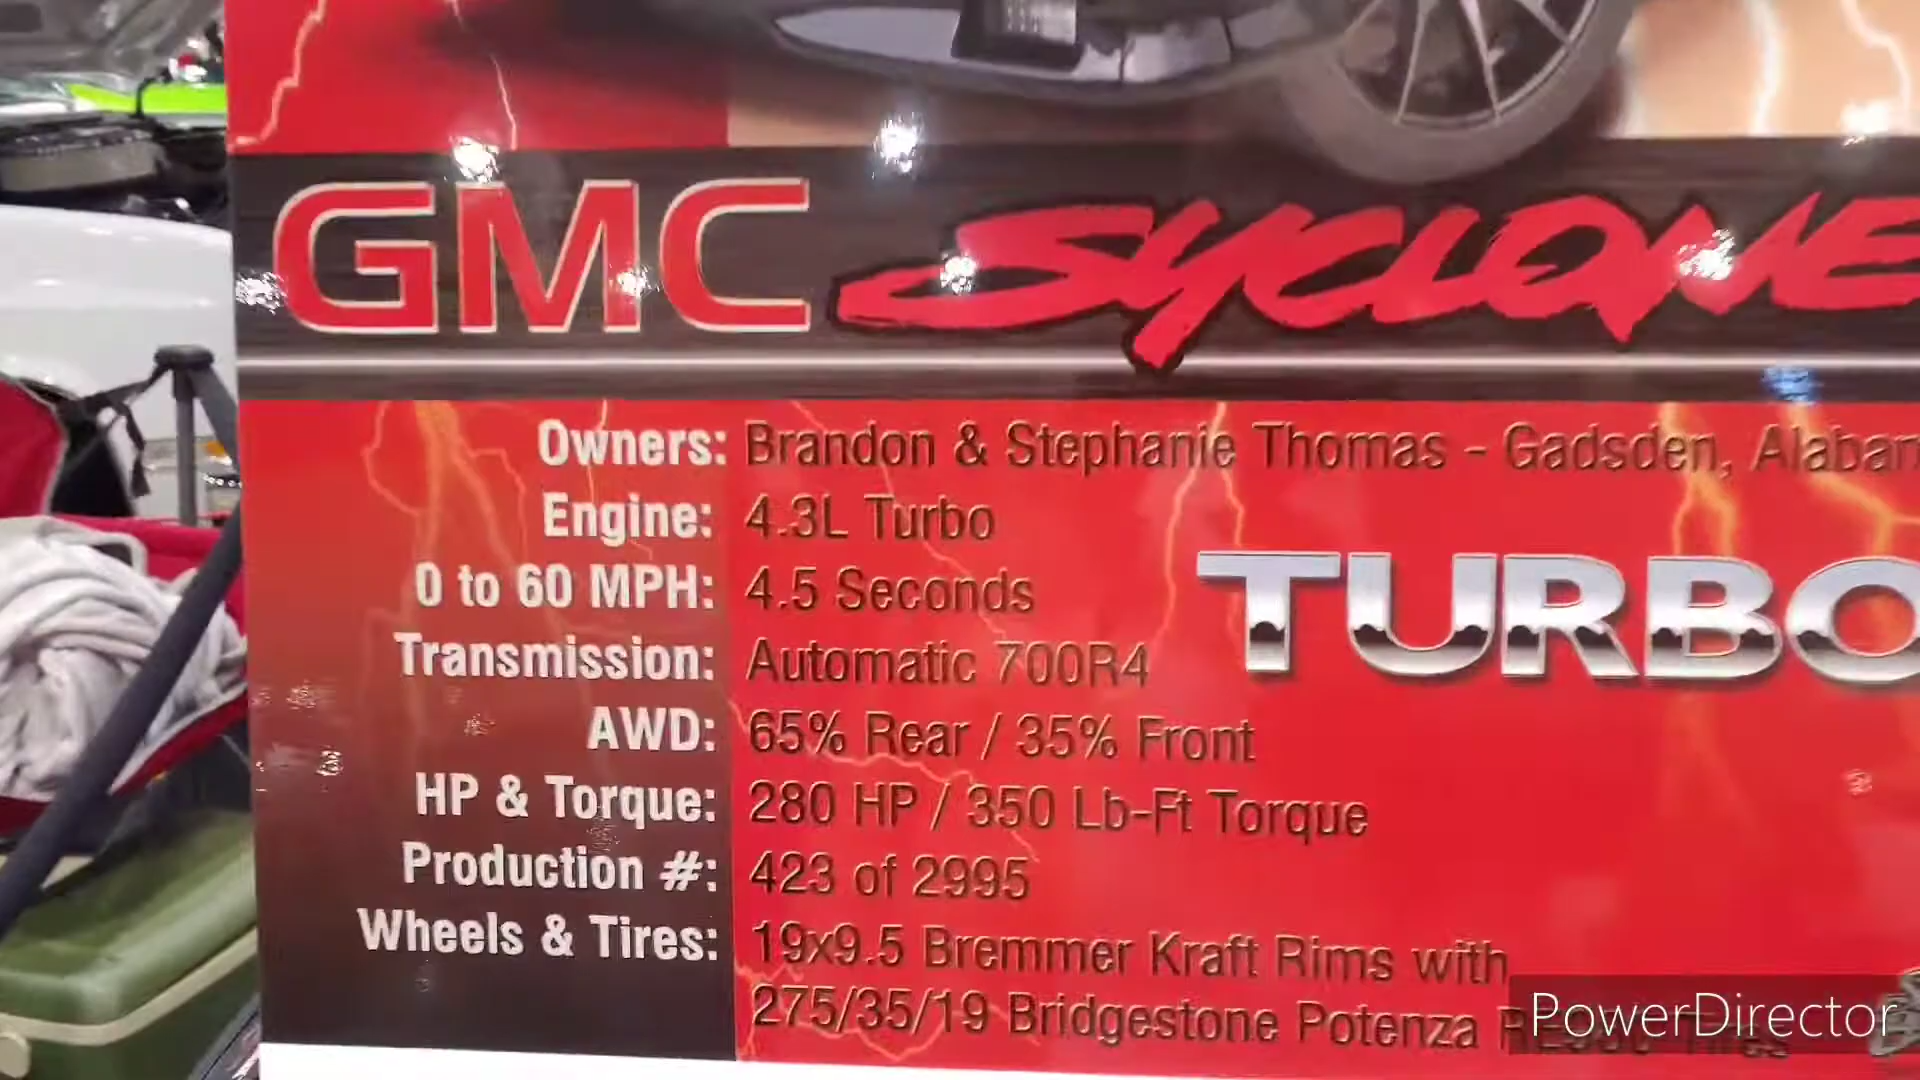 GMC SYCLONE
Owners: Brandon & Stephanie Thomas - Gadsden, Alabam
Engine: 4.3L Turbo
0 to 60 MPH: 4.5 Seconds
TURBO
Transmission: Automatic 700R4
AWD: 65% Rear / 35% Front
HP & Torque: 280 HP / 350 Lb-Ft Torque
Production #: 423 of 2995
Wheels & Tires: 19x9.5 Bremmer Kraft Rims with
275/35/19 Bridgestone Potenza
PowerDirector